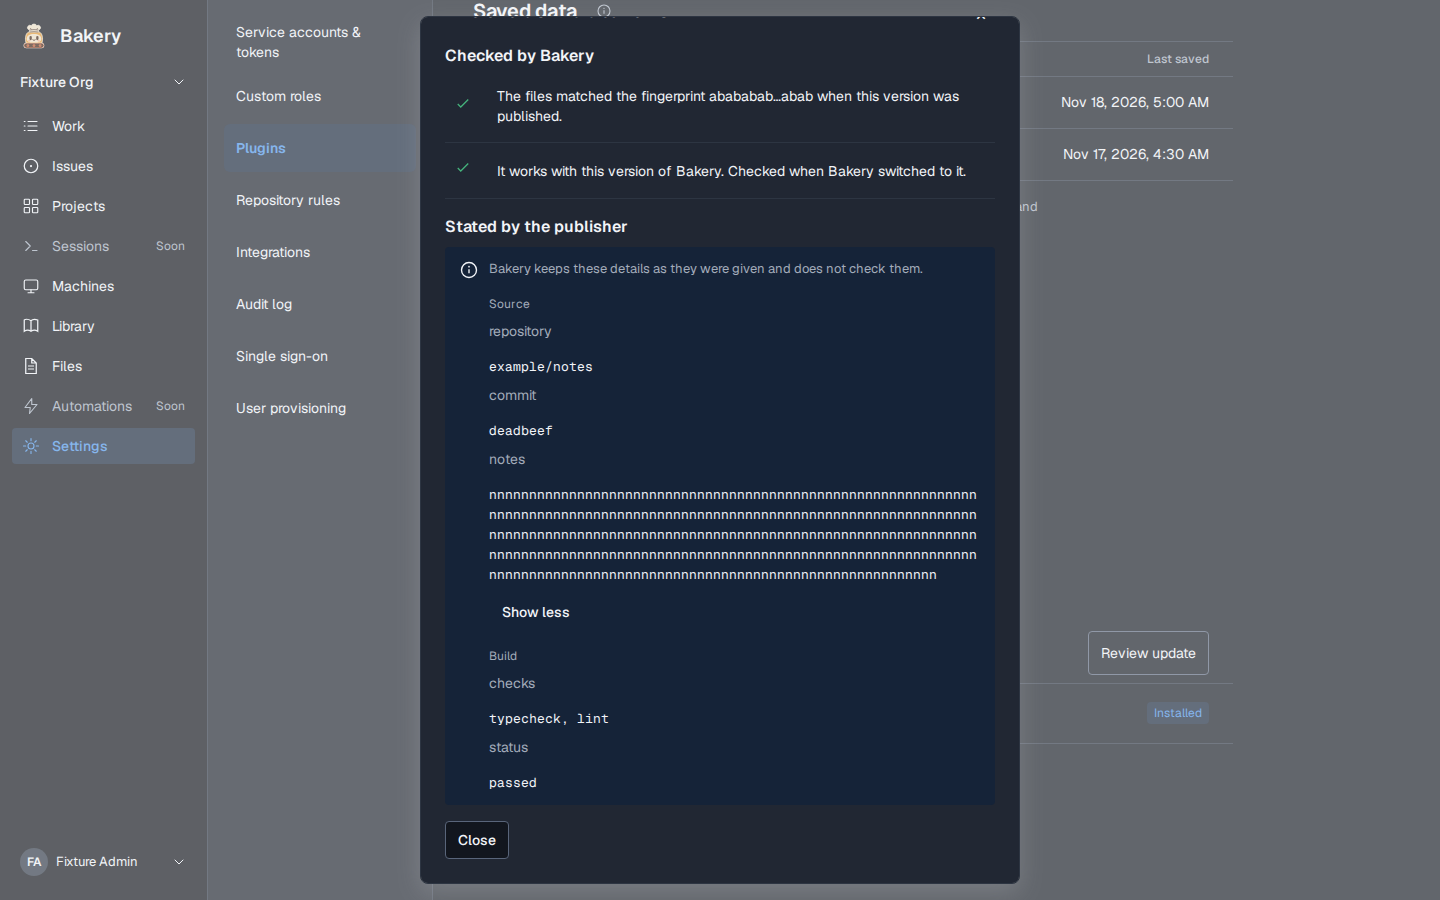 Bakery
Fixture Org
Work
Issues
Projects
Sessions Soon
Machines
Library
Files
Automations Soon
Settings
FA Fixture Admin
Service accounts &
tokens
Custom roles
Plugins
Repository rules
Integrations
Audit log
Single sign-on
User provisioning
Saved data
Last saved
Nov 18, 2026, 5:00 AM
Nov 17, 2026, 4:30 AM
Review update
Installed
Checked by Bakery
The files matched the fingerprint abababab…abab when this version was
published.
It works with this version of Bakery. Checked when Bakery switched to it.
Stated by the publisher
Bakery keeps these details as they were given and does not check them.
Source
repository
example/notes
commit
deadbeef
notes
nnnnnnnnnnnnnnnnnnnnnnnnnnnnnnnnnnnnnnnnnnnnnnnnnnnnnnnnnnnnn
nnnnnnnnnnnnnnnnnnnnnnnnnnnnnnnnnnnnnnnnnnnnnnnnnnnnnnnnnnnnn
nnnnnnnnnnnnnnnnnnnnnnnnnnnnnnnnnnnnnnnnnnnnnnnnnnnnnnnnnnnnn
nnnnnnnnnnnnnnnnnnnnnnnnnnnnnnnnnnnnnnnnnnnnnnnnnnnnnnnnnnnnn
nnnnnnnnnnnnnnnnnnnnnnnnnnnnnnnnnnnnnnnnnnnnnnnnnnnnnnnn
Show less
Build
checks
typecheck, lint
status
passed
Close